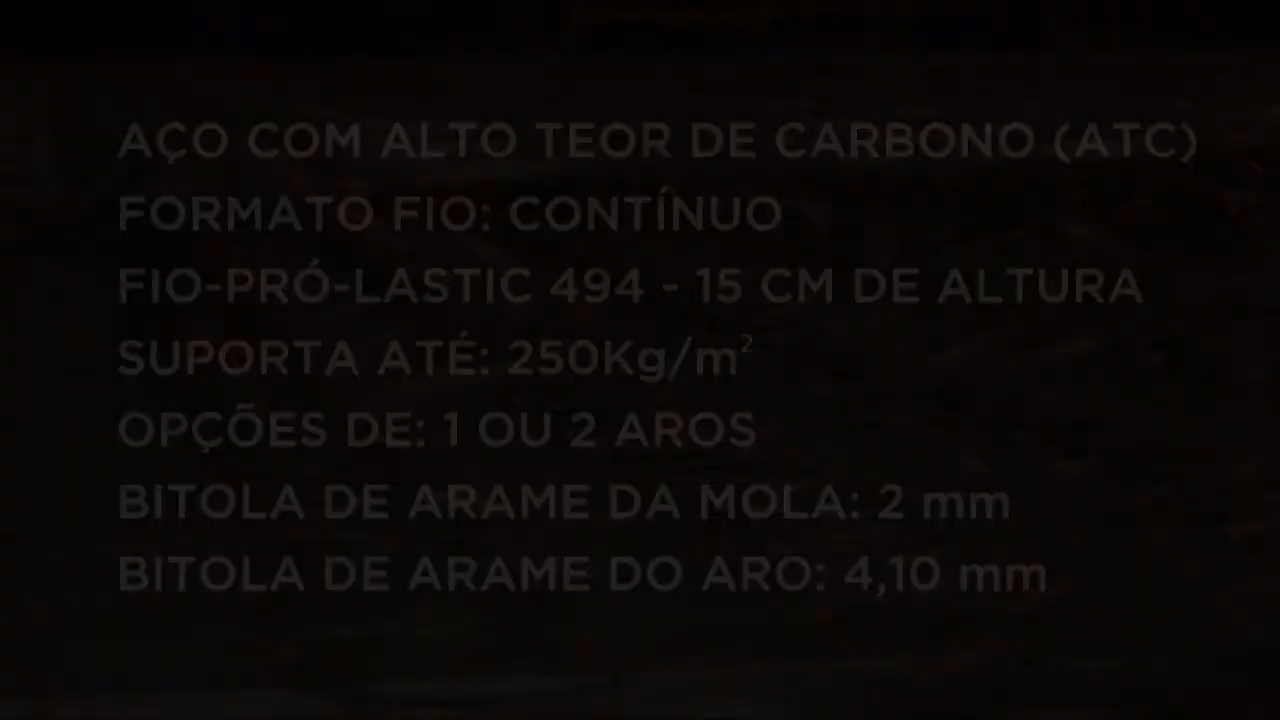 AÇO COM ALTO TEOR DE CARBONO (ATC)
FORMATO FIO: CONTÍNUO
FIO-PRÓ-LASTIC 494 - 15 CM DE ALTURA
SUPORTA ATÉ: 250Kg/m²
OPÇÕES DE: 1 OU 2 AROS
BITOLA DE ARAME DA MOLA: 2 mm
BITOLA DE ARAME DO ARO: 4,10 mm